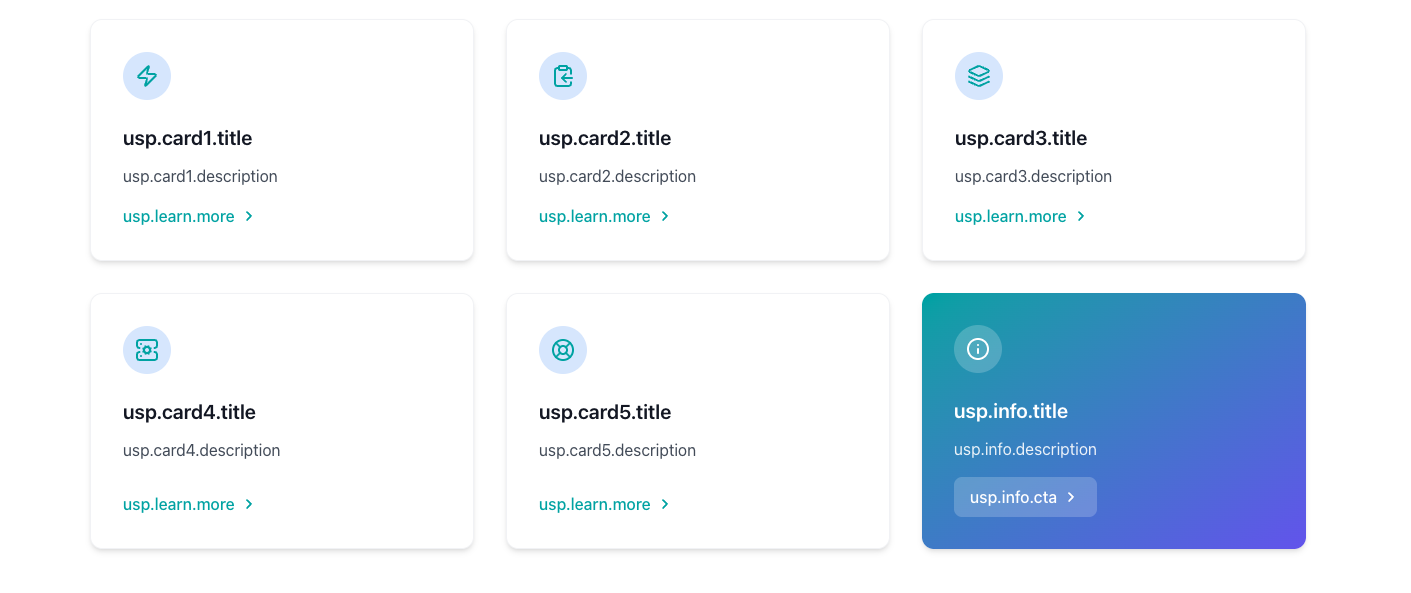 usp.card1.title
usp.card1.description
usp.learn.more
usp.card2.title
usp.card2.description
usp.learn.more
usp.card3.title
usp.card3.description
usp.learn.more
usp.card4.title
usp.card4.description
usp.learn.more
usp.card5.title
usp.card5.description
usp.learn.more
usp.info.title
usp.info.description
usp.info.cta